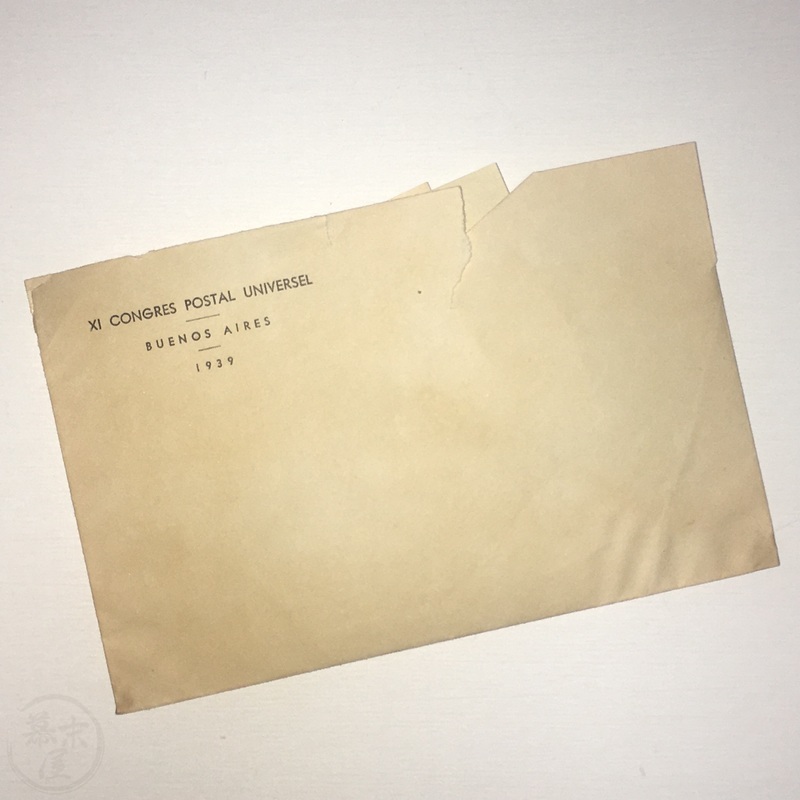 XI CONGRES POSTAL UNIVERSEL
BUENOS AIRES
1939